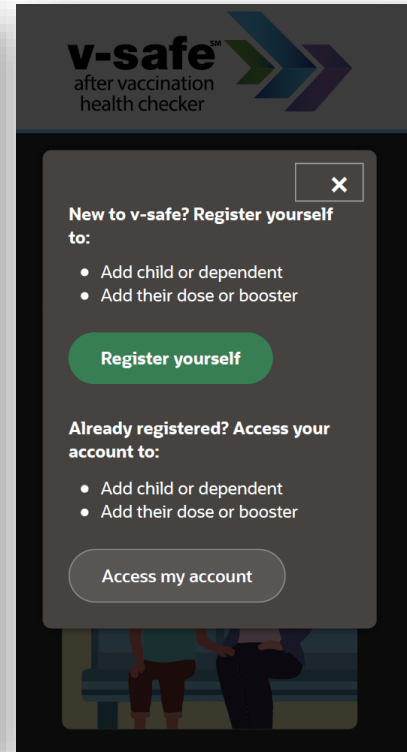 v-safe℠
after vaccination
health checker
×
New to v-safe? Register yourself
to:
• Add child or dependent
• Add their dose or booster
Register yourself
Already registered? Access your
account to:
• Add child or dependent
• Add their dose or booster
Access my account